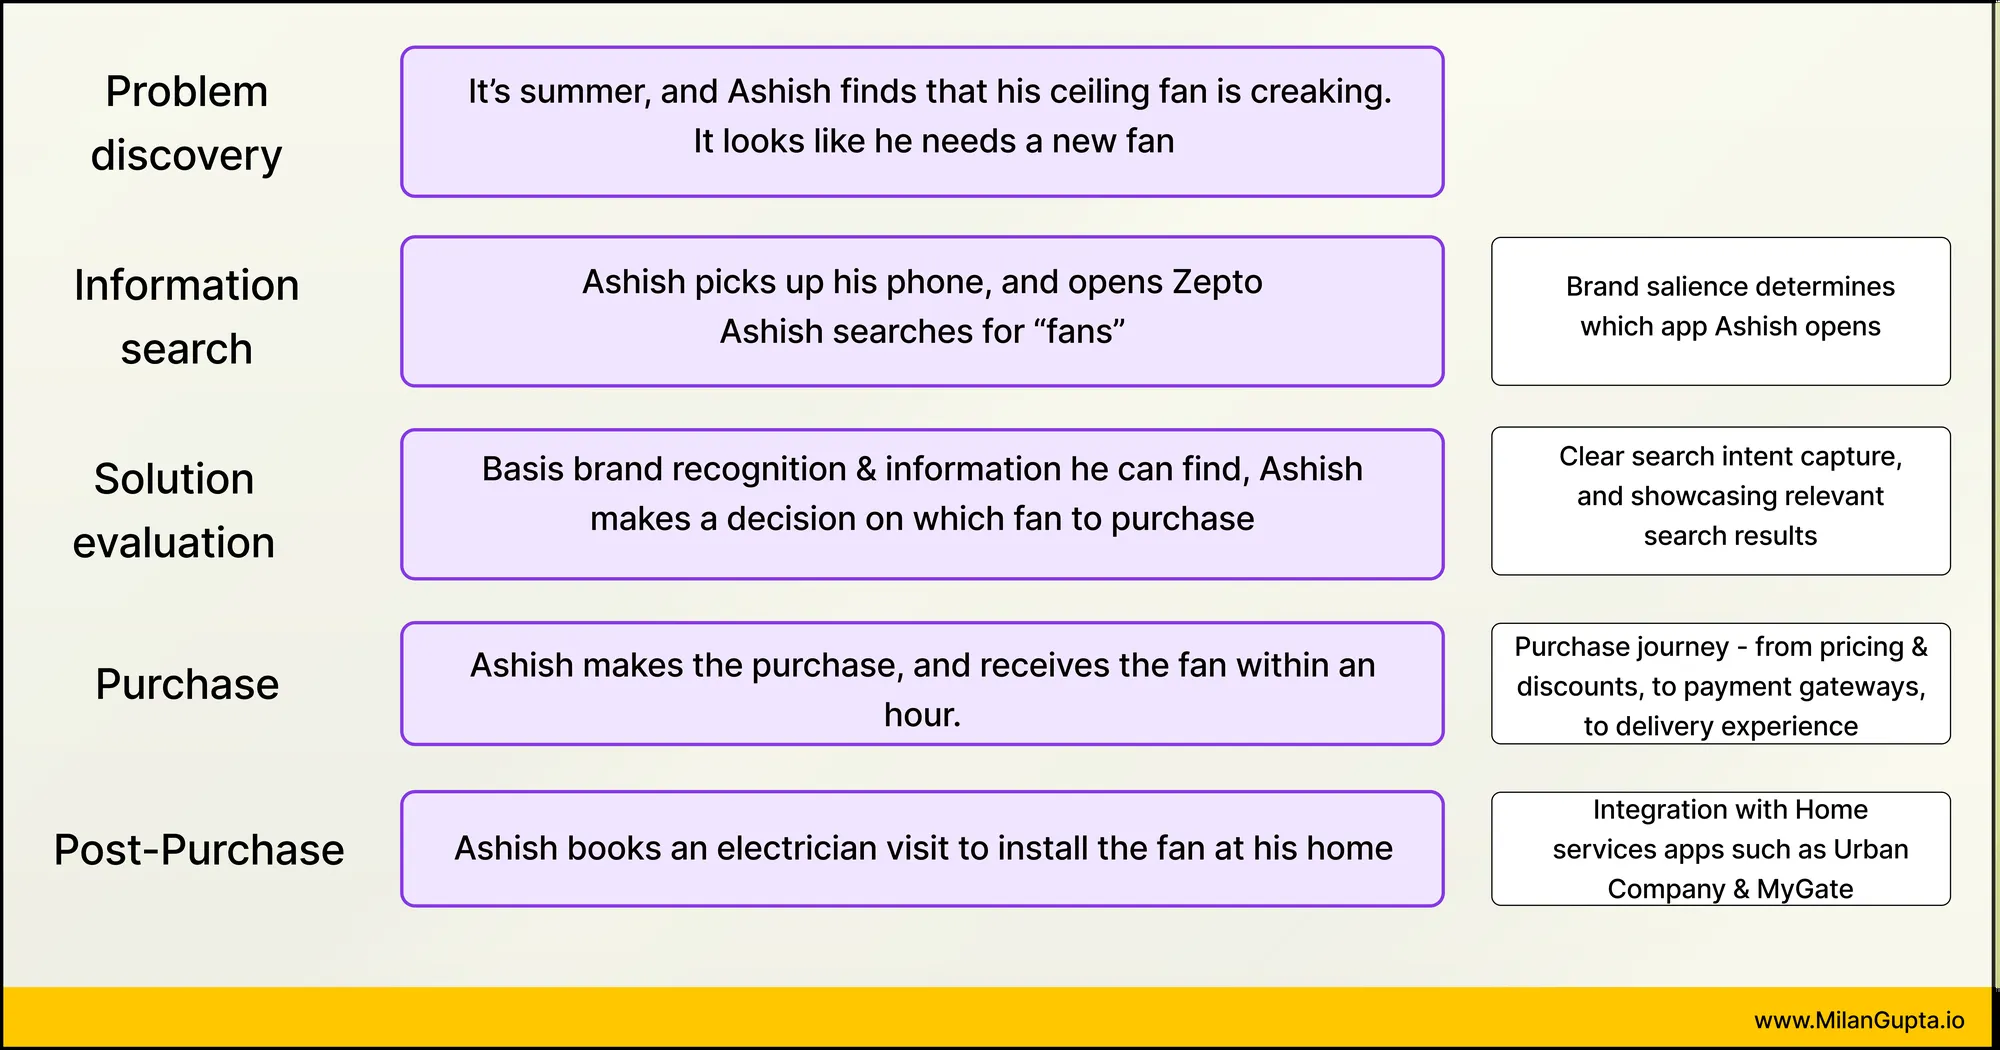 Problem
discovery
It’s summer, and Ashish finds that his ceiling fan is creaking.
It looks like he needs a new fan
Information
search
Ashish picks up his phone, and opens Zepto
Ashish searches for “fans”
Brand salience determines
which app Ashish opens
Solution
evaluation
Basis brand recognition & information he can find, Ashish
makes a decision on which fan to purchase
Clear search intent capture,
and showcasing relevant
search results
Purchase
Ashish makes the purchase, and receives the fan within an
hour.
Purchase journey - from pricing &
discounts, to payment gateways,
to delivery experience
Post-Purchase
Ashish books an electrician visit to install the fan at his home
Integration with Home
services apps such as Urban
Company & MyGate
www.MilanGupta.io